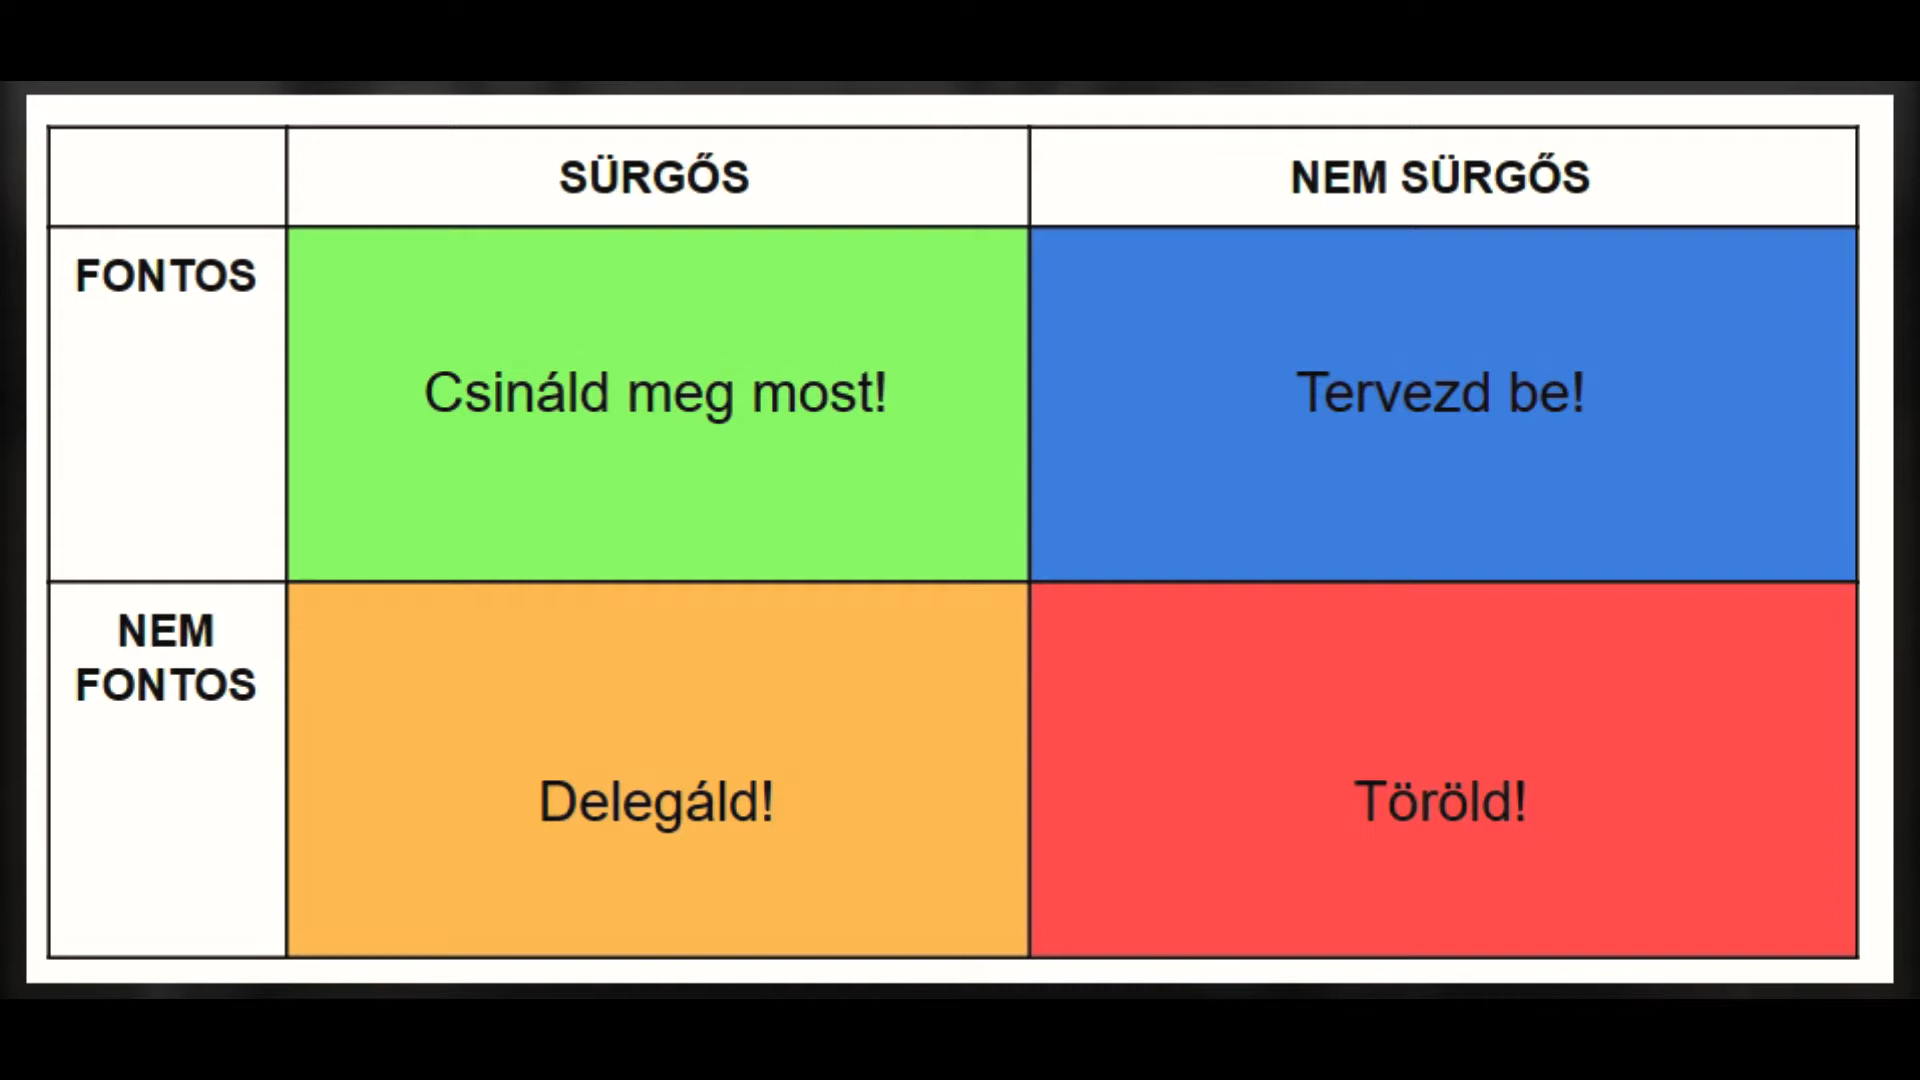 SÜRGŐS
NEM SÜRGŐS
FONTOS
Csináld meg most!
Tervezd be!
NEM
FONTOS
Delegáld!
Töröld!